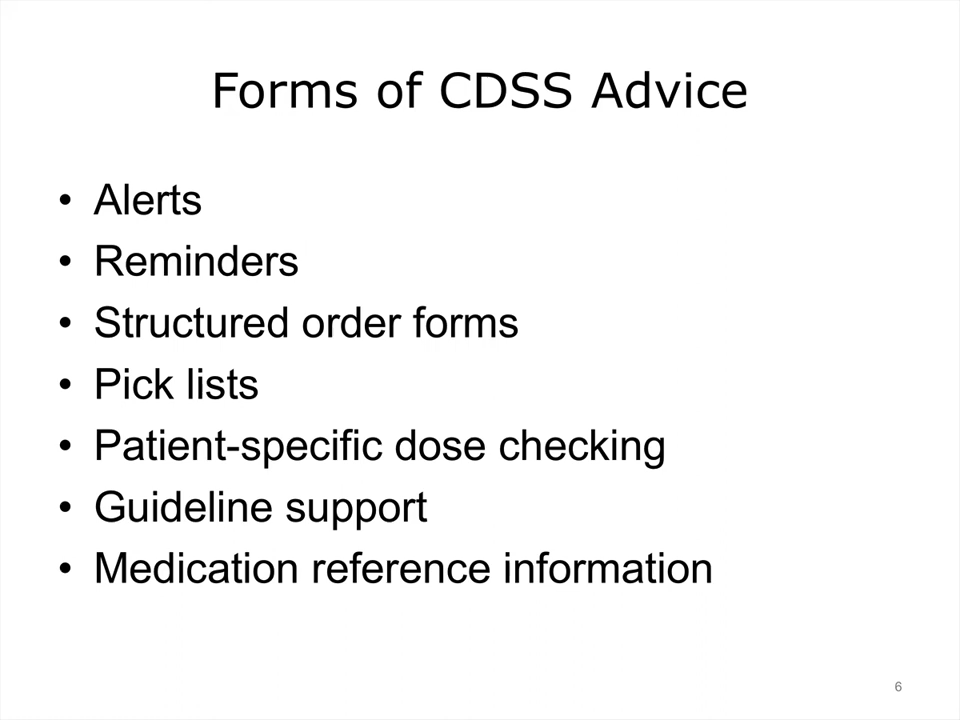 Forms of CDSS Advice
• Alerts
• Reminders
• Structured order forms
• Pick lists
• Patient-specific dose checking
• Guideline support
• Medication reference information
6